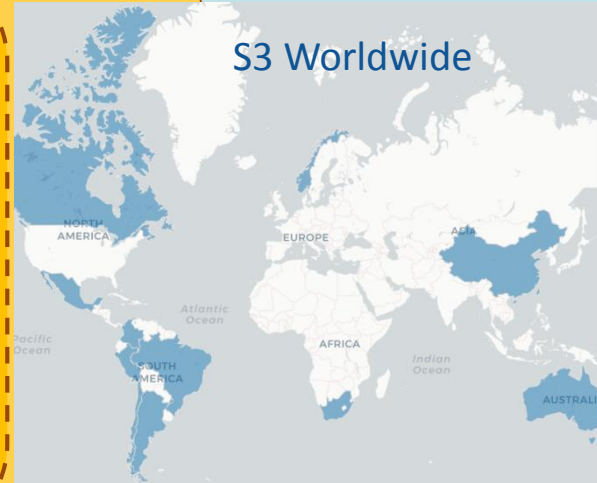 S3 Worldwide
NORTH
AMERICA
EUROPE
ASIA
Atlantic
Ocean
Pacific
Ocean
AFRICA
Indian
Ocean
SOUTH
AMERICA
AUSTRALI